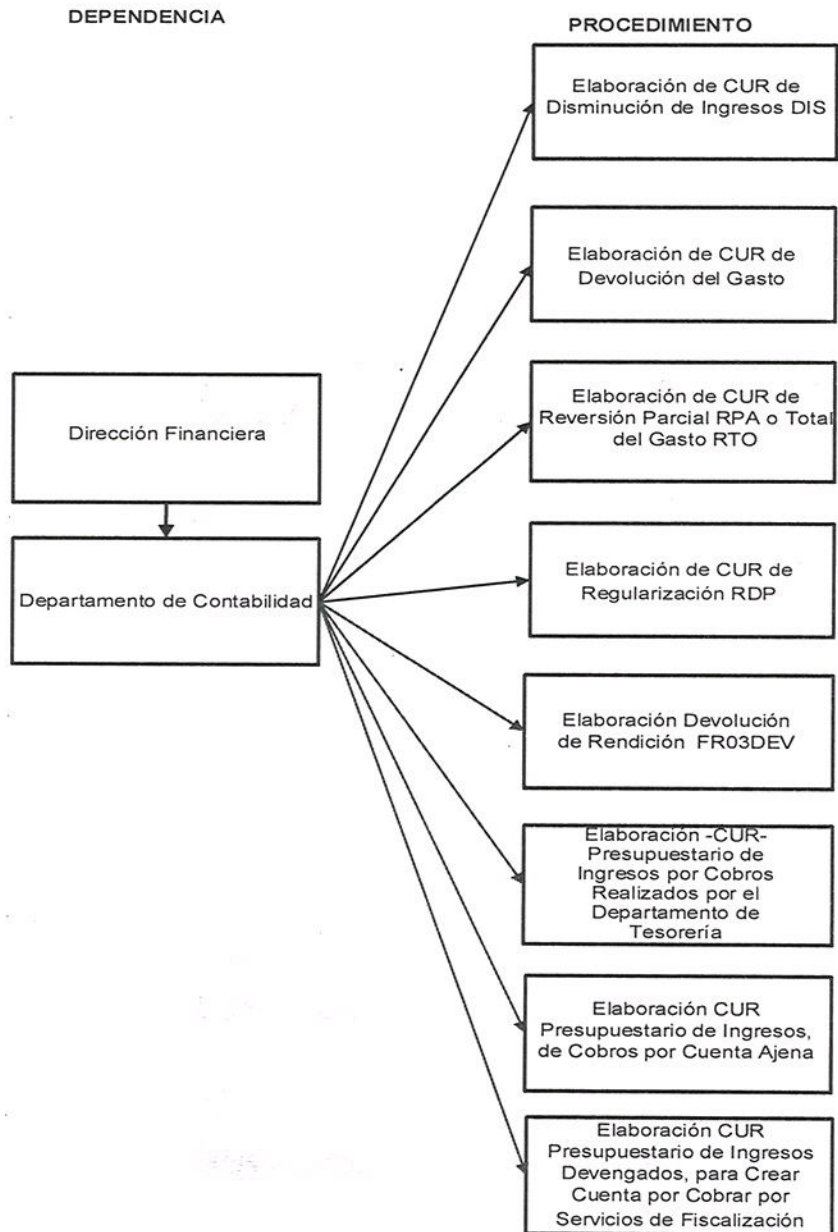 DEPENDENCIA
PROCEDIMIENTO
Elaboración de CUR de
Disminución de Ingresos DIS
Elaboración de CUR de
Devolución del Gasto
Dirección Financiera
Elaboración de CUR de
Reversión Parcial RPA o Total
del Gasto RTO
Departamento de Contabilidad
Elaboración de CUR de
Regularización RDP
Elaboración Devolución
de Rendición FR03DEV
Elaboración -CUR-
Presupuestario de
Ingresos por Cobros
Realizados por el
Departamento de
Tesorería
Elaboración CUR
Presupuestario de Ingresos,
de Cobros por Cuenta Ajena
Elaboración CUR
Presupuestario de Ingresos
Devengados, para Crear
Cuenta por Cobrar por
Servicios de Fiscalización